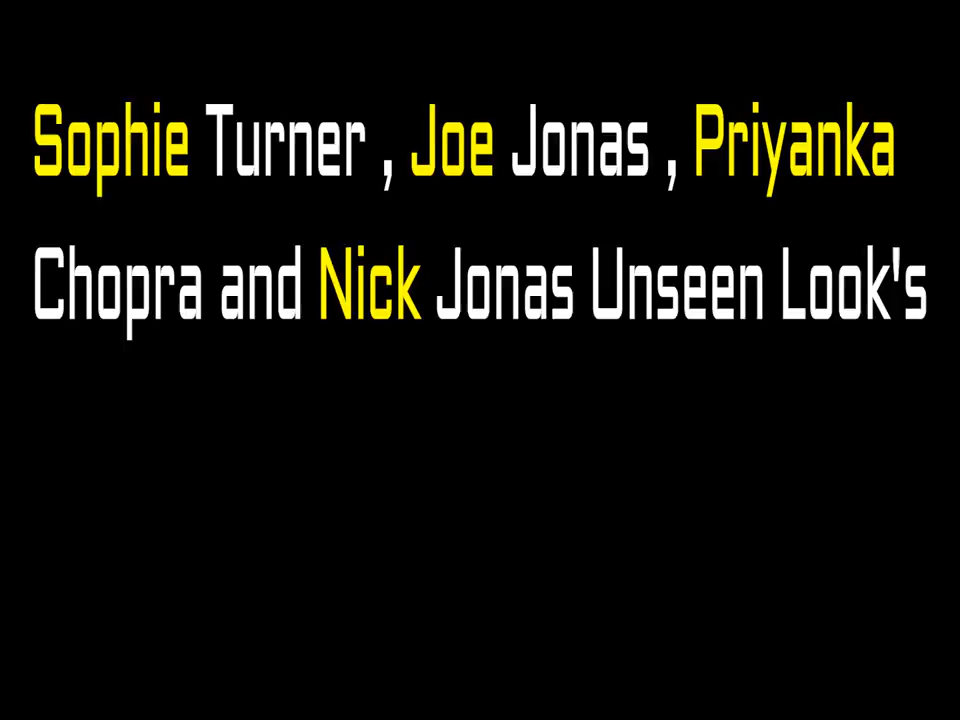 Sophie Turner , Joe Jonas , Priyanka
Chopra and Nick Jonas Unseen Look's